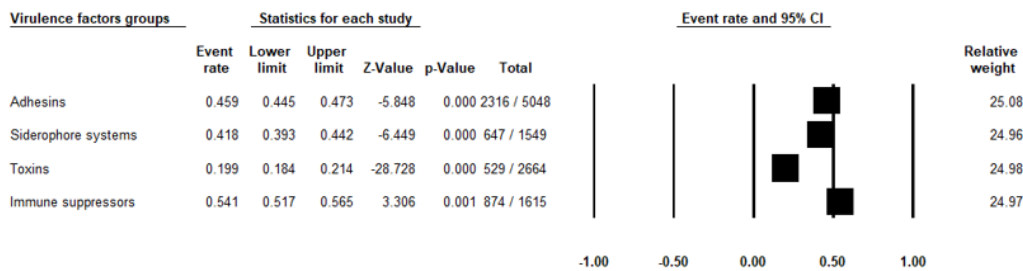 Virulence factors groups Statistics for each study Event rate and 95% CI
Event Lower Upper Relative
rate limit limit Z-Value p-Value Total weight
Adhesins 0.459 0.445 0.473 -5.848 0.000 2316 / 5048 25.08
Siderophore systems 0.418 0.393 0.442 -6.449 0.000 647 / 1549 24.96
Toxins 0.199 0.184 0.214 -28.728 0.000 529 / 2664 24.98
Immune suppressors 0.541 0.517 0.565 3.306 0.001 874 / 1615 24.97
-1.00 -0.50 0.00 0.50 1.00